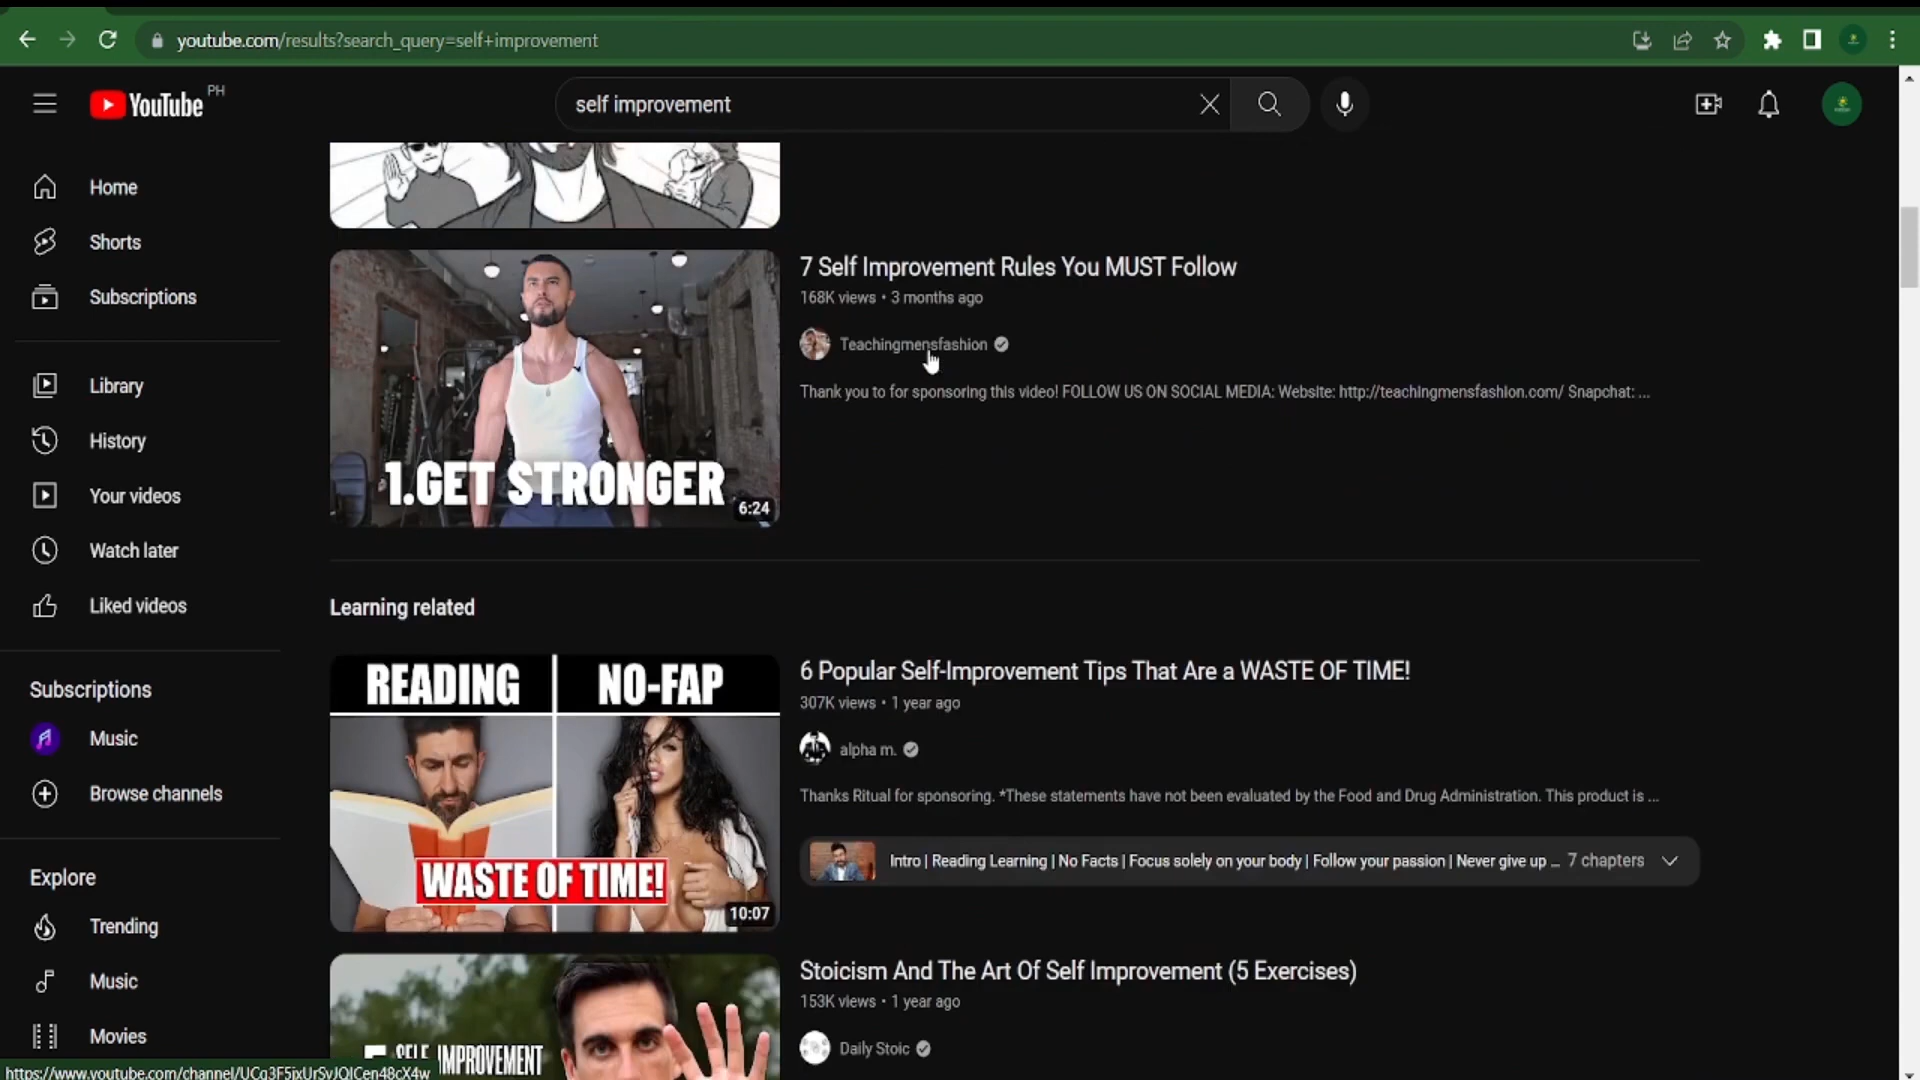 youtube.com/results?search_query=self+improvement
YouTube PH
self improvement
Home
Shorts
Subscriptions
Library
History
Your videos
Watch later
Liked videos
Subscriptions
Music
Browse channels
Explore
Trending
Music
Movies
7 Self Improvement Rules You MUST Follow
168K views • 3 months ago
Teachingmensfashion
Thank you to for sponsoring this video! FOLLOW US ON SOCIAL MEDIA: Website: http://teachingmensfashion.com/ Snapchat: ...
1.GET STRONGER
6:24
Learning related
READING
NO-FAP
WASTE OF TIME!
10:07
6 Popular Self-Improvement Tips That Are a WASTE OF TIME!
307K views • 1 year ago
alpha m.
Thanks Ritual for sponsoring. *These statements have not been evaluated by the Food and Drug Administration. This product is ...
Intro | Reading Learning | No Facts | Focus solely on your body | Follow your passion | Never give up ... 7 chapters
SELF IMPROVEMENT
Stoicism And The Art Of Self Improvement (5 Exercises)
153K views • 1 year ago
Daily Stoic